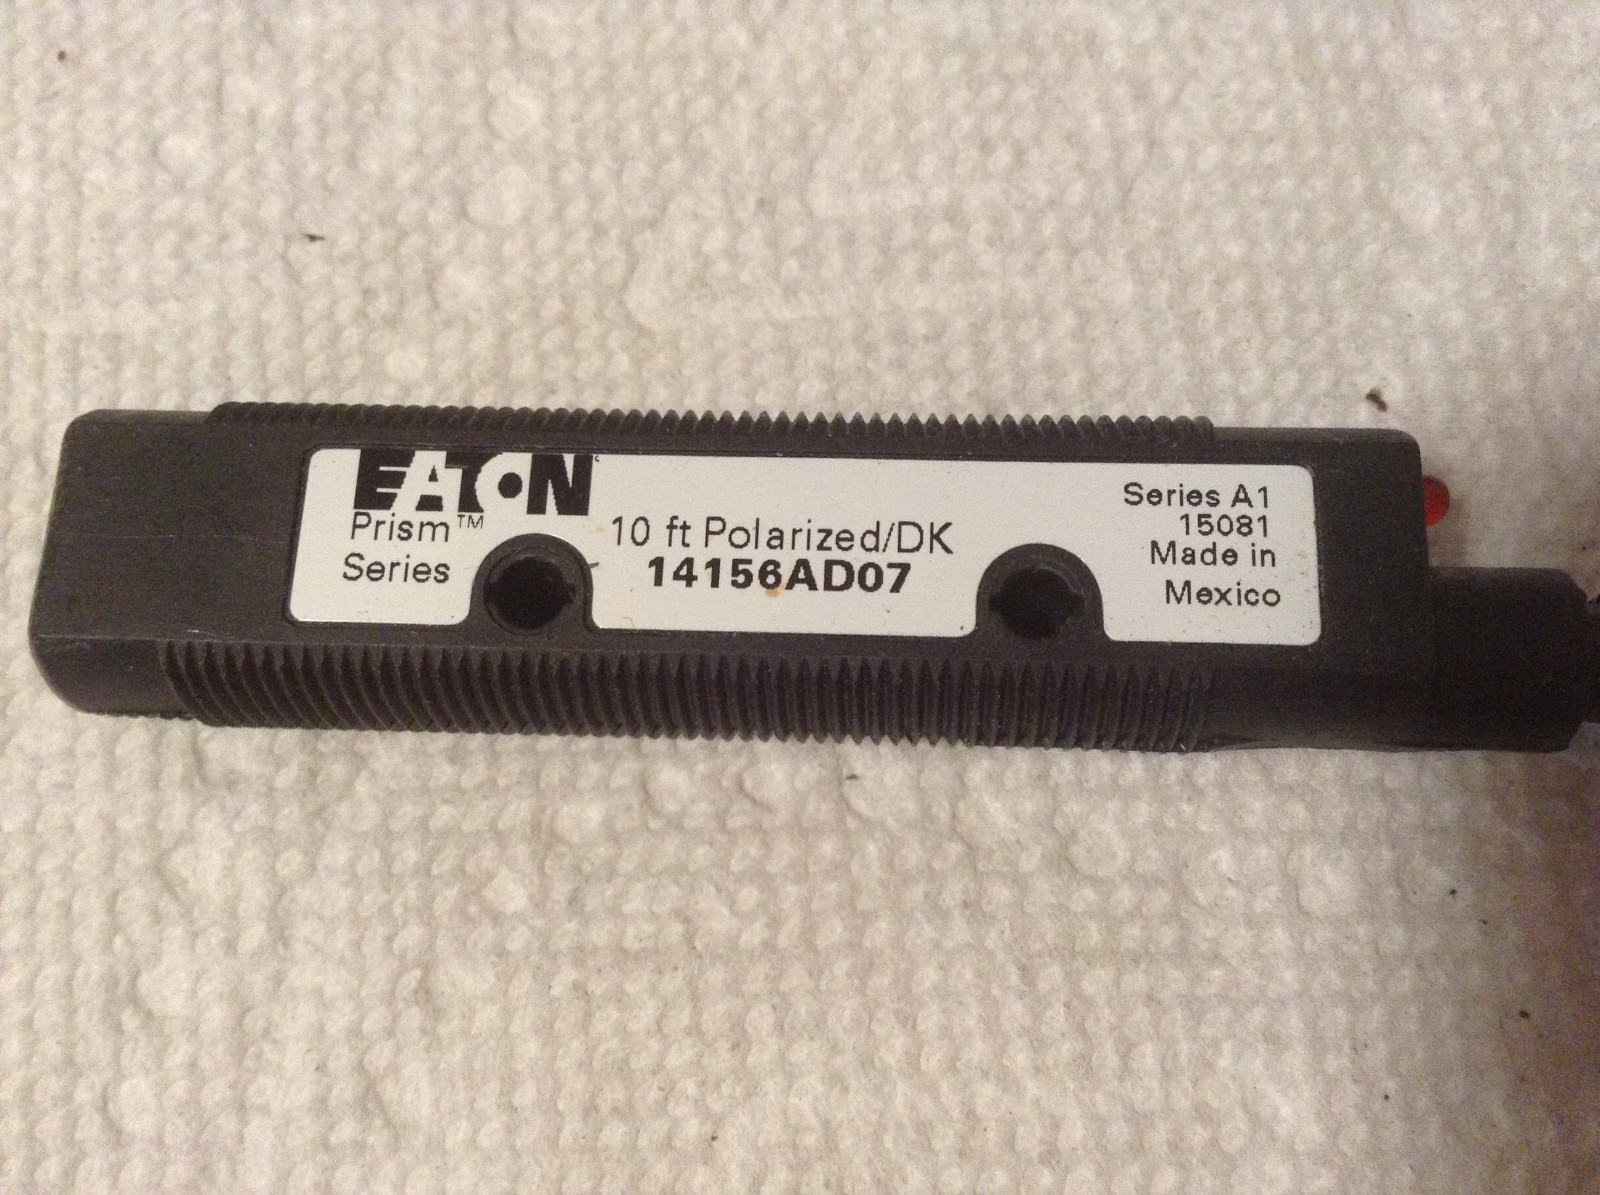 EATON
Prism™
Series
10 ft Polarized/DK
14156AD07
Series A1
15081
Made in
Mexico